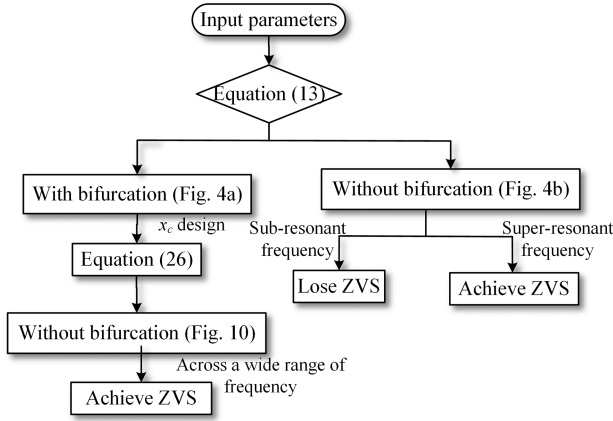 Input parameters
Equation (13)
With bifurcation (Fig. 4a)
Without bifurcation (Fig. 4b)
x_c design
Sub-resonant
frequency
Super-resonant
frequency
Equation (26)
Lose ZVS
Achieve ZVS
Without bifurcation (Fig. 10)
Across a wide range of
frequency
Achieve ZVS